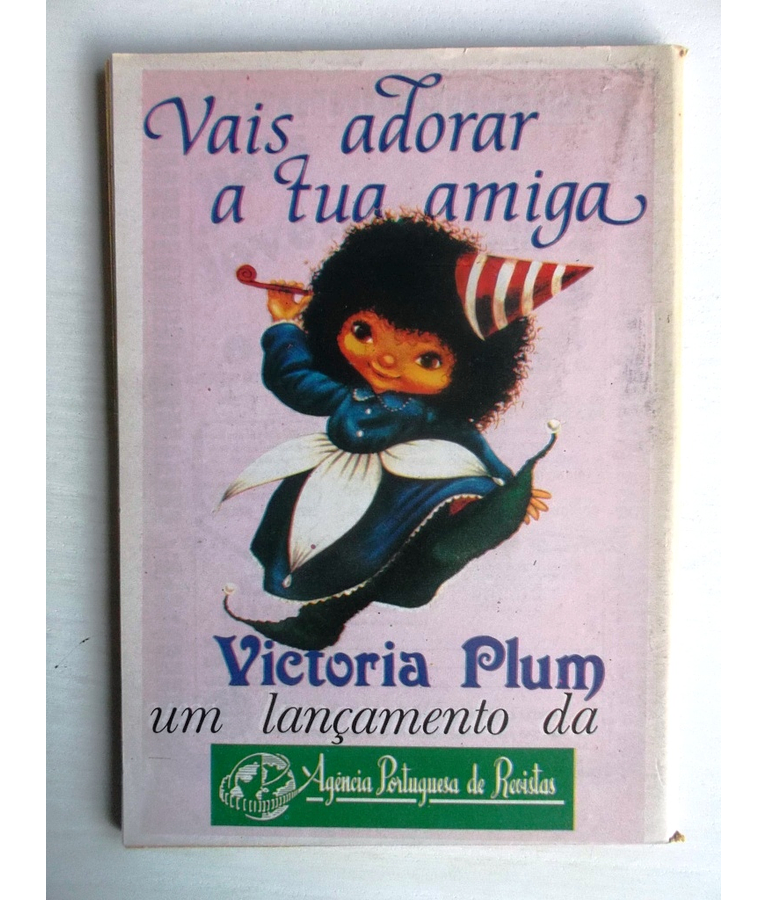 Vais adorar
a tua amiga
Victoria Plum
um lançamento da
Agência Portuguesa de Revistas